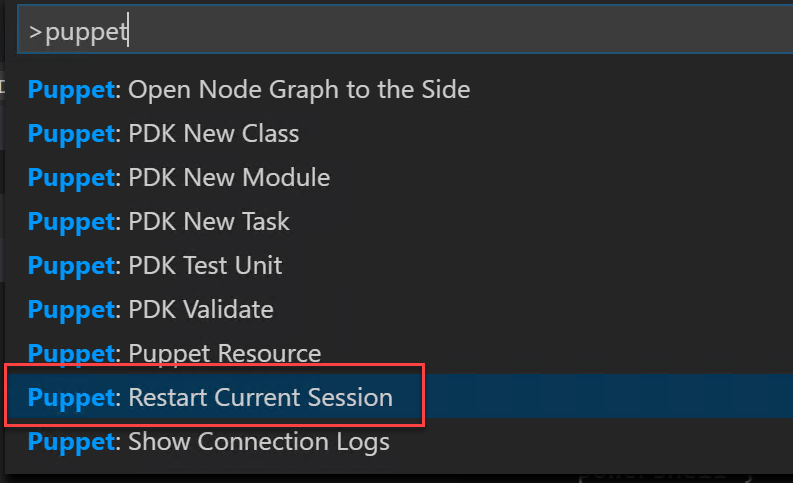 >puppet
Puppet: Open Node Graph to the Side
Puppet: PDK New Class
Puppet: PDK New Module
Puppet: PDK New Task
Puppet: PDK Test Unit
Puppet: PDK Validate
Puppet: Puppet Resource
Puppet: Restart Current Session
Puppet: Show Connection Logs